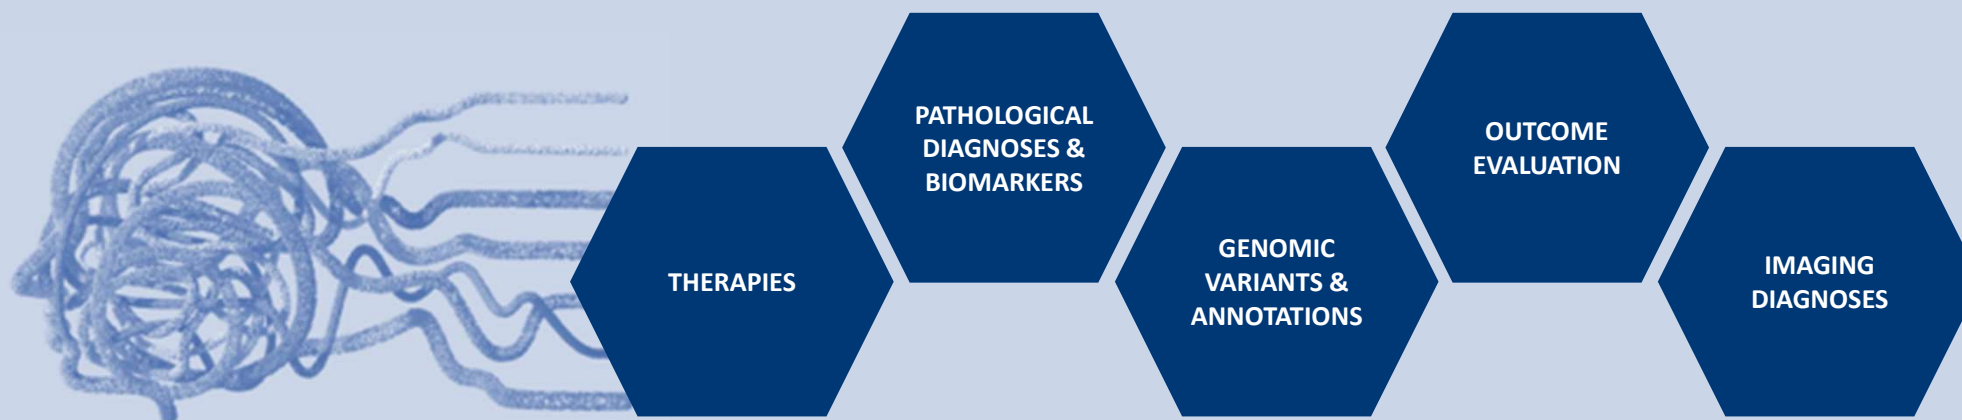 THERAPIES
PATHOLOGICAL
DIAGNOSES &
BIOMARKERS
GENOMIC
VARIANTS &
ANNOTATIONS
OUTCOME
EVALUATION
IMAGING
DIAGNOSES